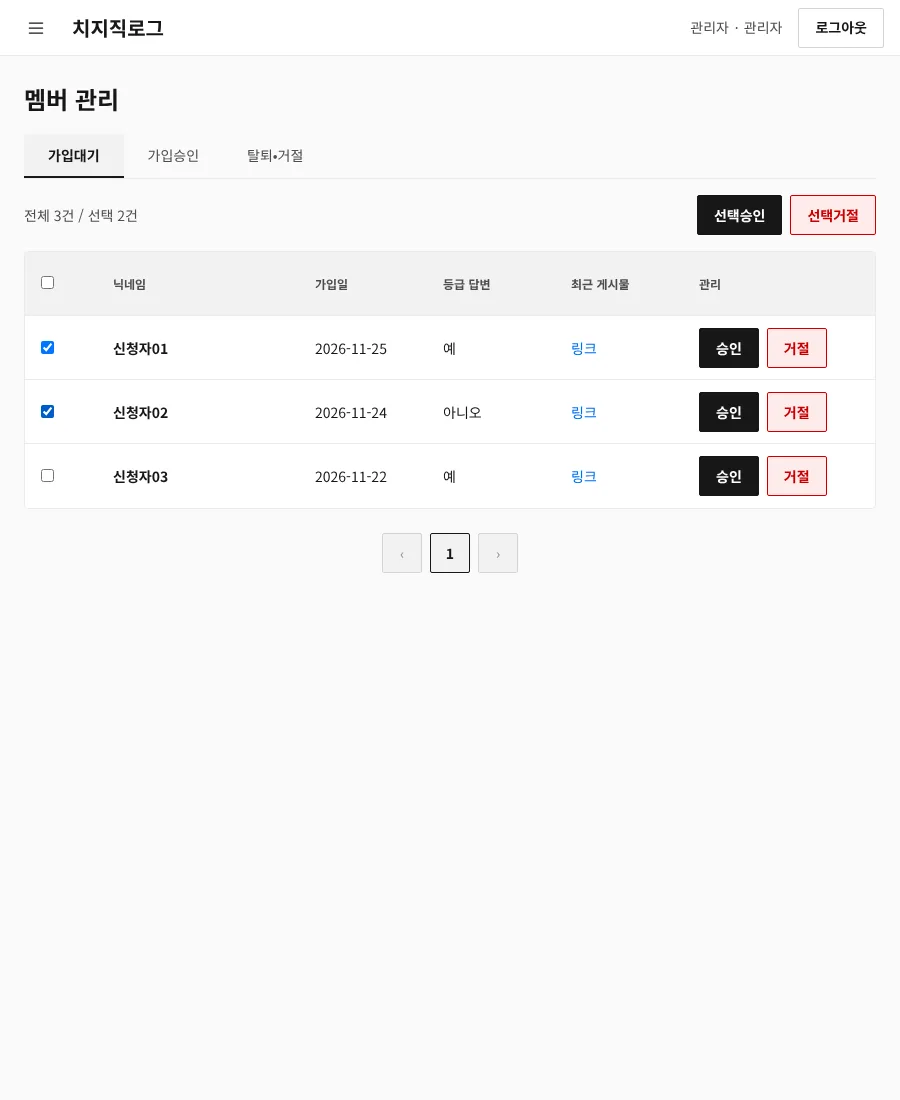 치지직로그 관리자 · 관리자 로그아웃
멤버 관리
가입대기 가입승인 탈퇴•거절
전체 3건 / 선택 2건 선택승인 선택거절
닉네임 가입일 등급 답변 최근 게시물 관리
신청자01 2026-11-25 예 링크 승인 거절
신청자02 2026-11-24 아니오 링크 승인 거절
신청자03 2026-11-22 예 링크 승인 거절
‹ 1 ›